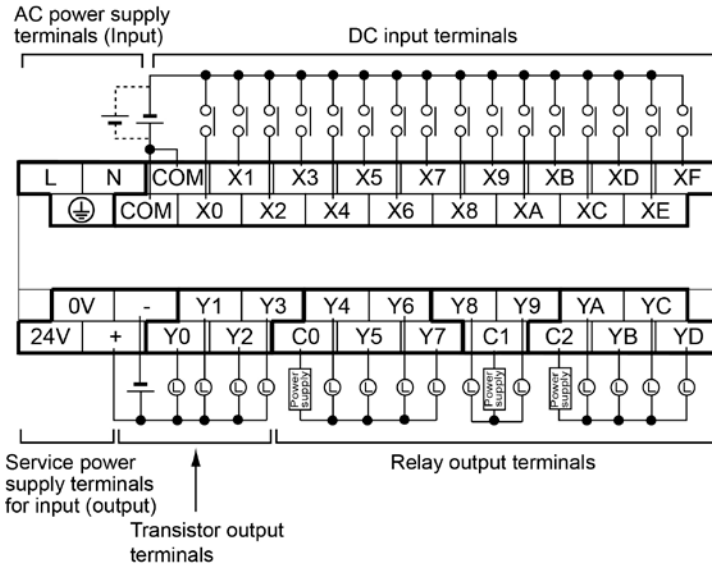 AC power supply
terminals (Input)
DC input terminals
L N COM X1 X3 X5 X7 X9 XB XD XF
COM X0 X2 X4 X6 X8 XA XC XE
0V - Y1 Y3 Y4 Y6 Y8 Y9 YA YC
24V + Y0 Y2 C0 Y5 Y7 C1 C2 YB YD
L L L L Power supply L L L L L Power supply L Power supply L L L L
Service power
supply terminals
for input (output)
Relay output terminals
Transistor output
terminals